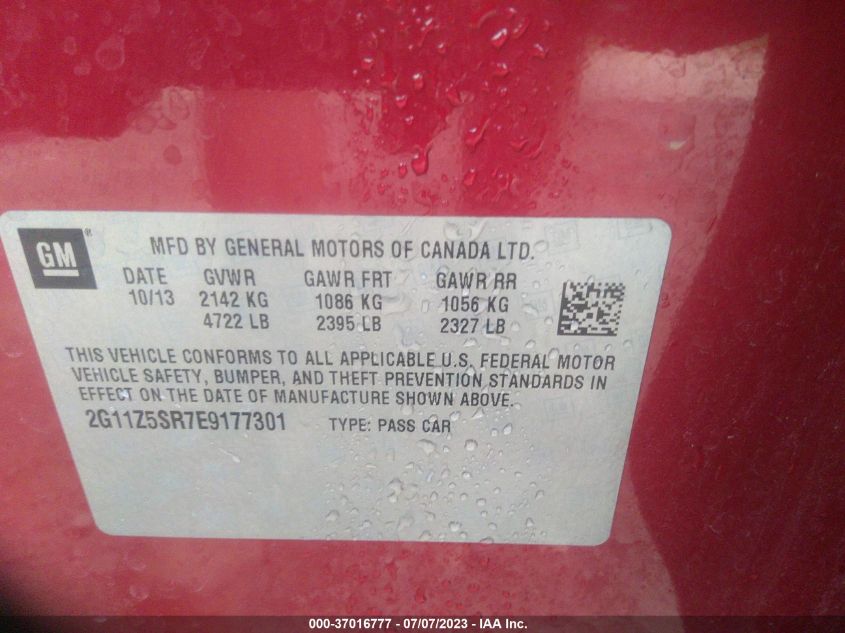 GM ®
MFD BY GENERAL MOTORS OF CANADA LTD.
DATE GVWR GAWR FRT GAWR RR
10/13 2142 KG 1086 KG 1056 KG
4722 LB 2395 LB 2327 LB
THIS VEHICLE CONFORMS TO ALL APPLICABLE U.S. FEDERAL MOTOR
VEHICLE SAFETY, BUMPER, AND THEFT PREVENTION STANDARDS IN
EFFECT ON THE DATE OF MANUFACTURE SHOWN ABOVE.
2G11Z5SR7E9177301 TYPE: PASS CAR
000-37016777 - 07/07/2023 - IAA Inc.